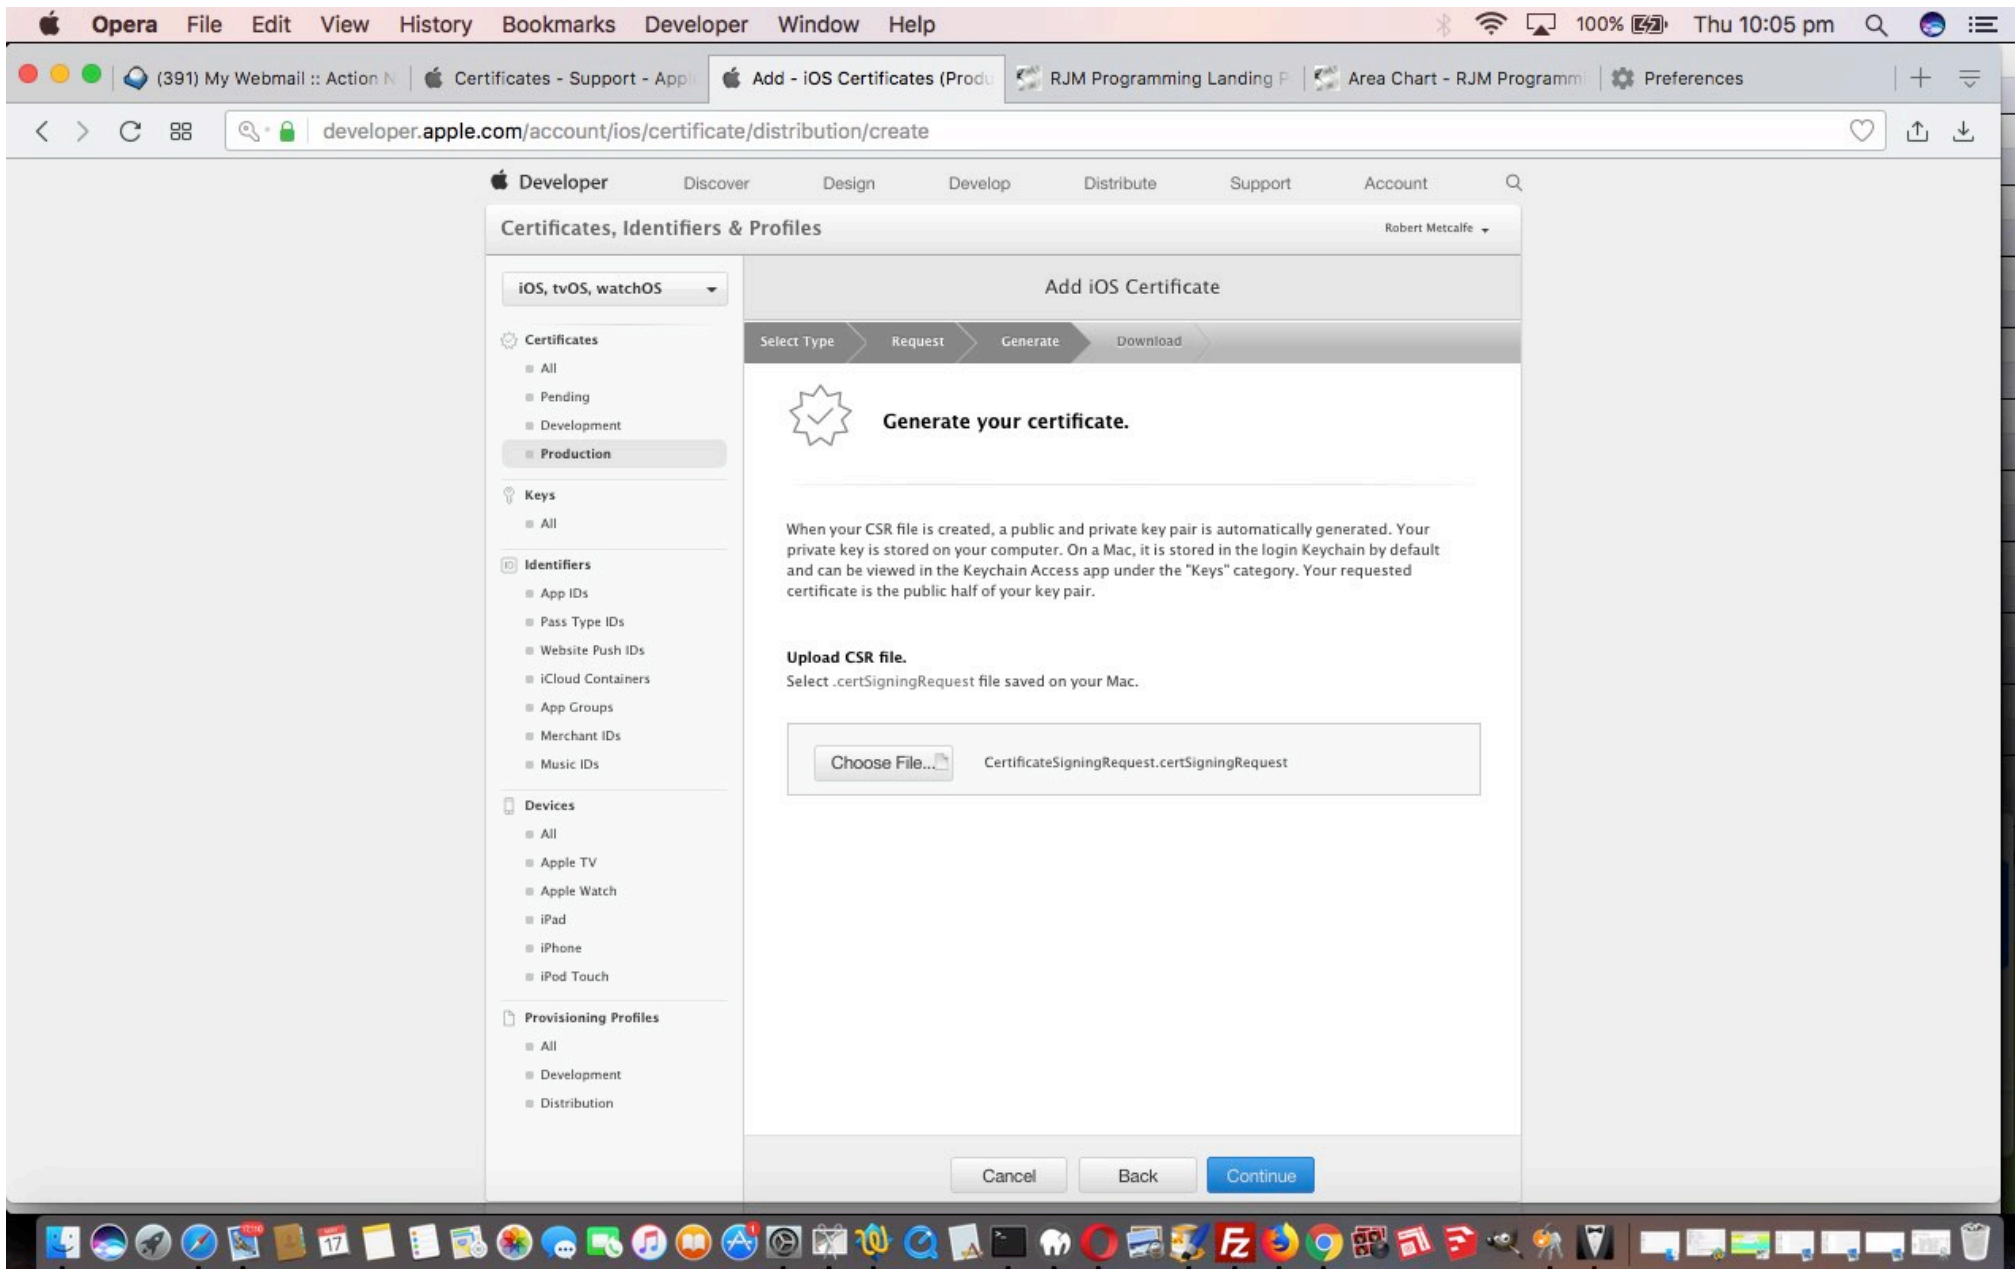 Opera File Edit View History Bookmarks Developer Window Help 100% Thu 10:05 pm
(391) My Webmail :: Action N Certificates - Support - Appl Add - iOS Certificates (Produ RJM Programming Landing P Area Chart - RJM Programmi Preferences
developer.apple.com/account/ios/certificate/distribution/create
Developer Discover Design Develop Distribute Support Account
Certificates, Identifiers & Profiles Robert Metcalfe
iOS, tvOS, watchOS
Add iOS Certificate
Select Type Request Generate Download
Certificates
All
Pending
Development
Production
Keys
All
Identifiers
App IDs
Pass Type IDs
Website Push IDs
iCloud Containers
App Groups
Merchant IDs
Music IDs
Devices
All
Apple TV
Apple Watch
iPad
iPhone
iPod Touch
Provisioning Profiles
All
Development
Distribution
Generate your certificate.
When your CSR file is created, a public and private key pair is automatically generated. Your
private key is stored on your computer. On a Mac, it is stored in the login Keychain by default
and can be viewed in the Keychain Access app under the "Keys" category. Your requested
certificate is the public half of your key pair.
Upload CSR file.
Select .certSigningRequest file saved on your Mac.
Choose File... CertificateSigningRequest.certSigningRequest
Cancel Back Continue
17